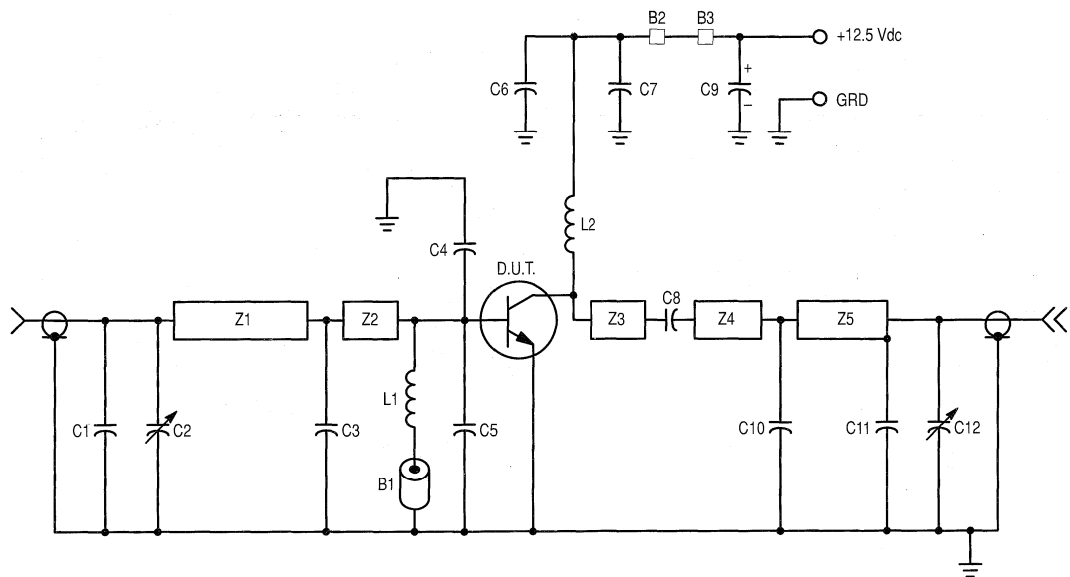 B2 B3
+12.5 Vdc
C6 C7 C9 + –
GRD
C4
L2
D.U.T.
Z1 Z2 Z3 C8 Z4 Z5
L1
C1 C2 C3 C5 C10 C11 C12
B1